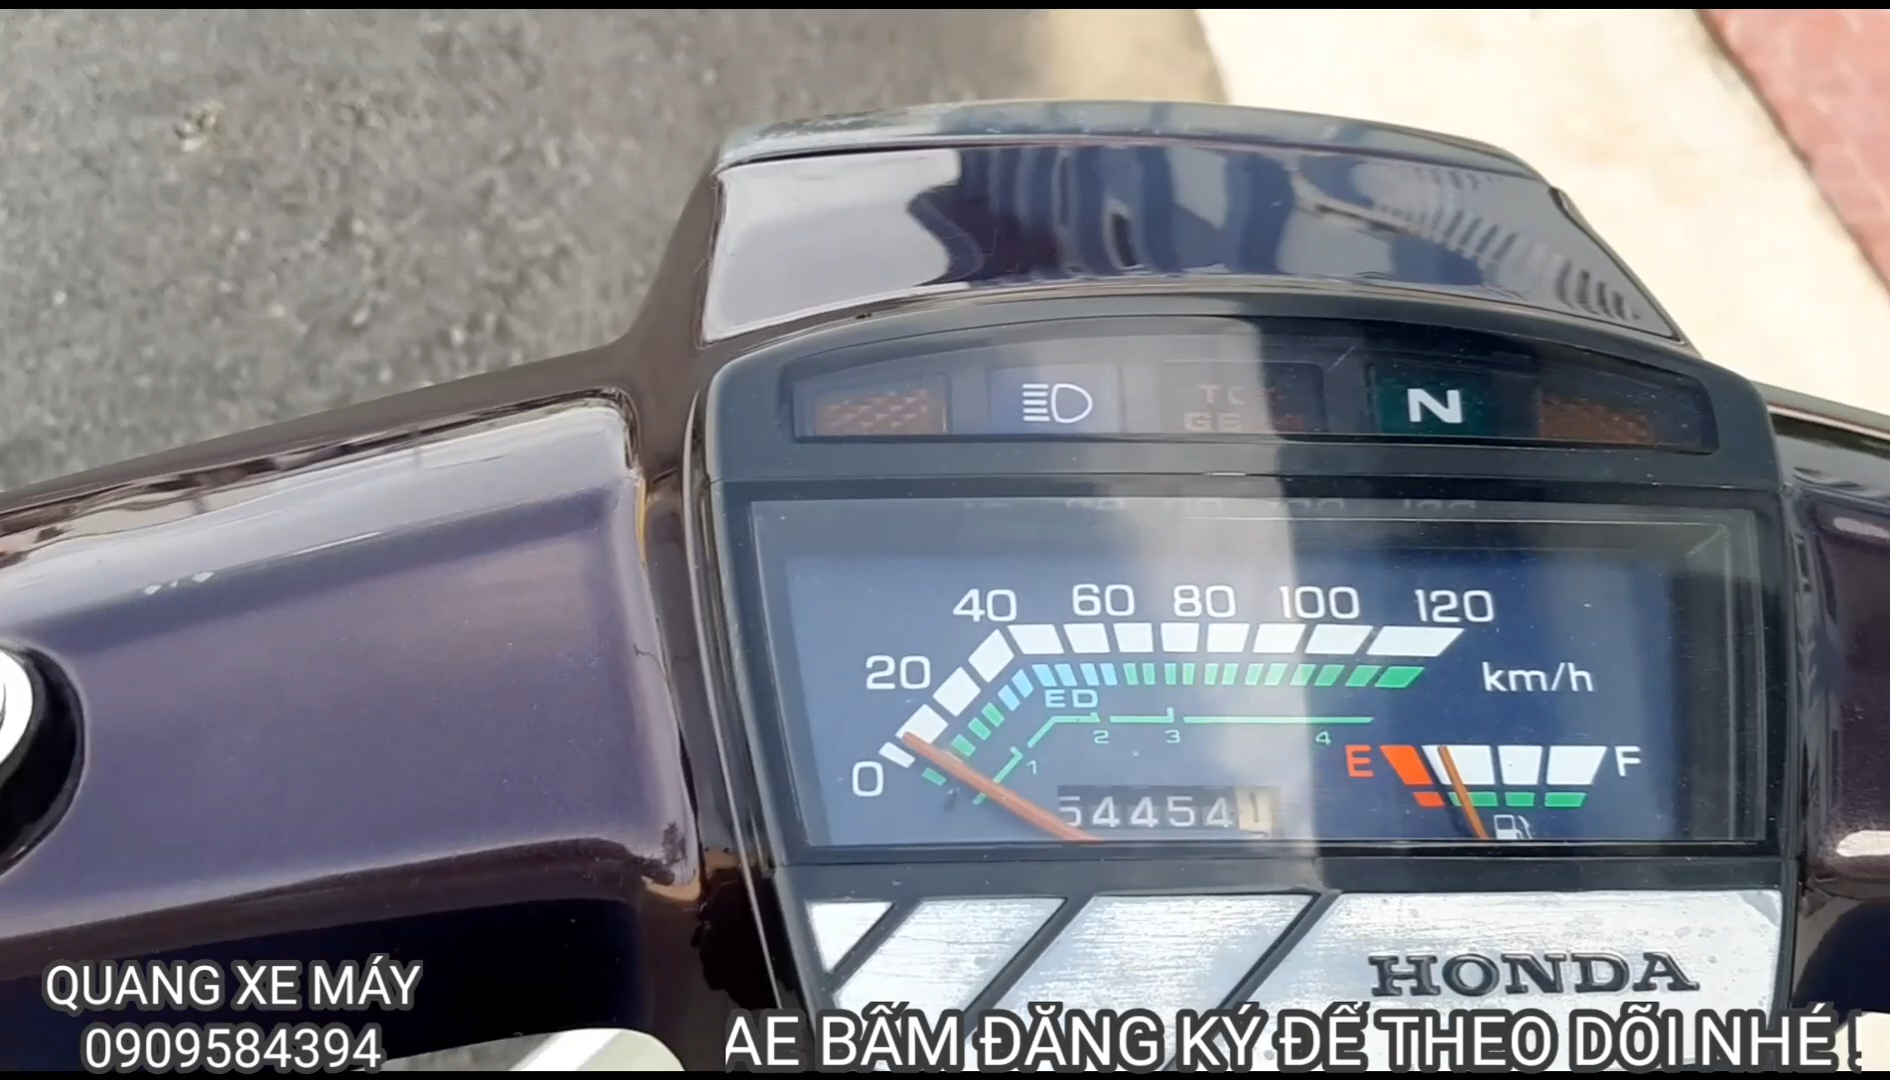 N
40 60 80 100 120
20
km/h
ED
2 3 4
1
0
E F
54454
HONDA
QUANG XE MÁY
0909584394
AE BẤM ĐĂNG KÝ ĐỂ THEO DÕI NHÉ !